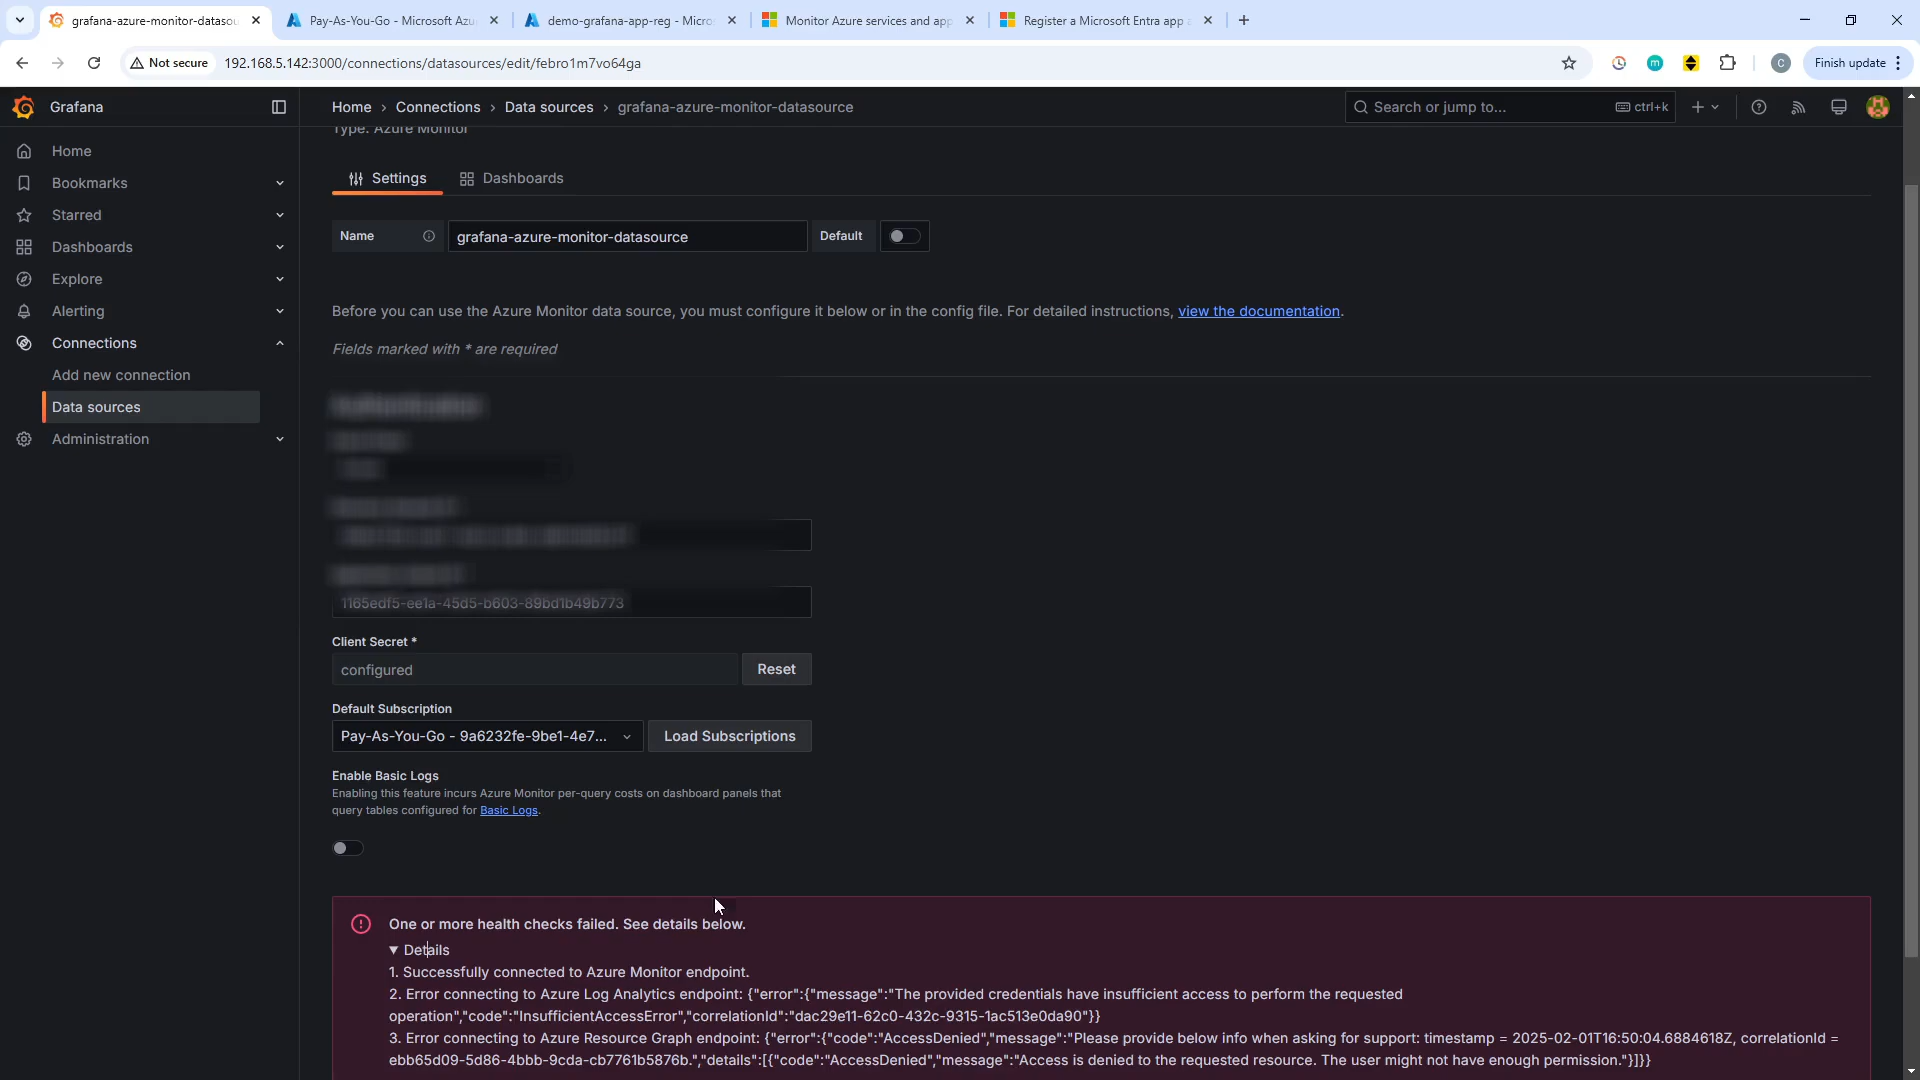 grafana-azure-monitor-datasou
Pay-As-You-Go - Microsoft Azu
demo-grafana-app-reg - Micro
Monitor Azure services and app
Register a Microsoft Entra app a
Not secure
192.168.5.142:3000/connections/datasources/edit/febro1m7vo64ga
m
C
Finish update
Grafana
Home › Connections › Data sources › grafana-azure-monitor-datasource
Search or jump to...
ctrl+k
Type: Azure Monitor
Home
Bookmarks
Starred
Dashboards
Explore
Alerting
Connections
Add new connection
Data sources
Administration
Settings
Dashboards
Name
grafana-azure-monitor-datasource
Default
Before you can use the Azure Monitor data source, you must configure it below or in the config file. For detailed instructions, view the documentation.
Fields marked with * are required
1165edf5-ee1a-45d5-b603-89bd1b49b773
Client Secret *
configured
Reset
Default Subscription
Pay-As-You-Go - 9a6232fe-9be1-4e7...
Load Subscriptions
Enable Basic Logs
Enabling this feature incurs Azure Monitor per-query costs on dashboard panels that
query tables configured for Basic Logs.
One or more health checks failed. See details below.
Details
1. Successfully connected to Azure Monitor endpoint.
2. Error connecting to Azure Log Analytics endpoint: {"error":{"message":"The provided credentials have insufficient access to perform the requested
operation","code":"InsufficientAccessError","correlationId":"dac29e11-62c0-432c-9315-1ac513e0da90"}}
3. Error connecting to Azure Resource Graph endpoint: {"error":{"code":"AccessDenied","message":"Please provide below info when asking for support: timestamp = 2025-02-01T16:50:04.6884618Z, correlationId =
ebb65d09-5d86-4bbb-9cda-cb7761b5876b.","details":[{"code":"AccessDenied","message":"Access is denied to the requested resource. The user might not have enough permission."}]}}